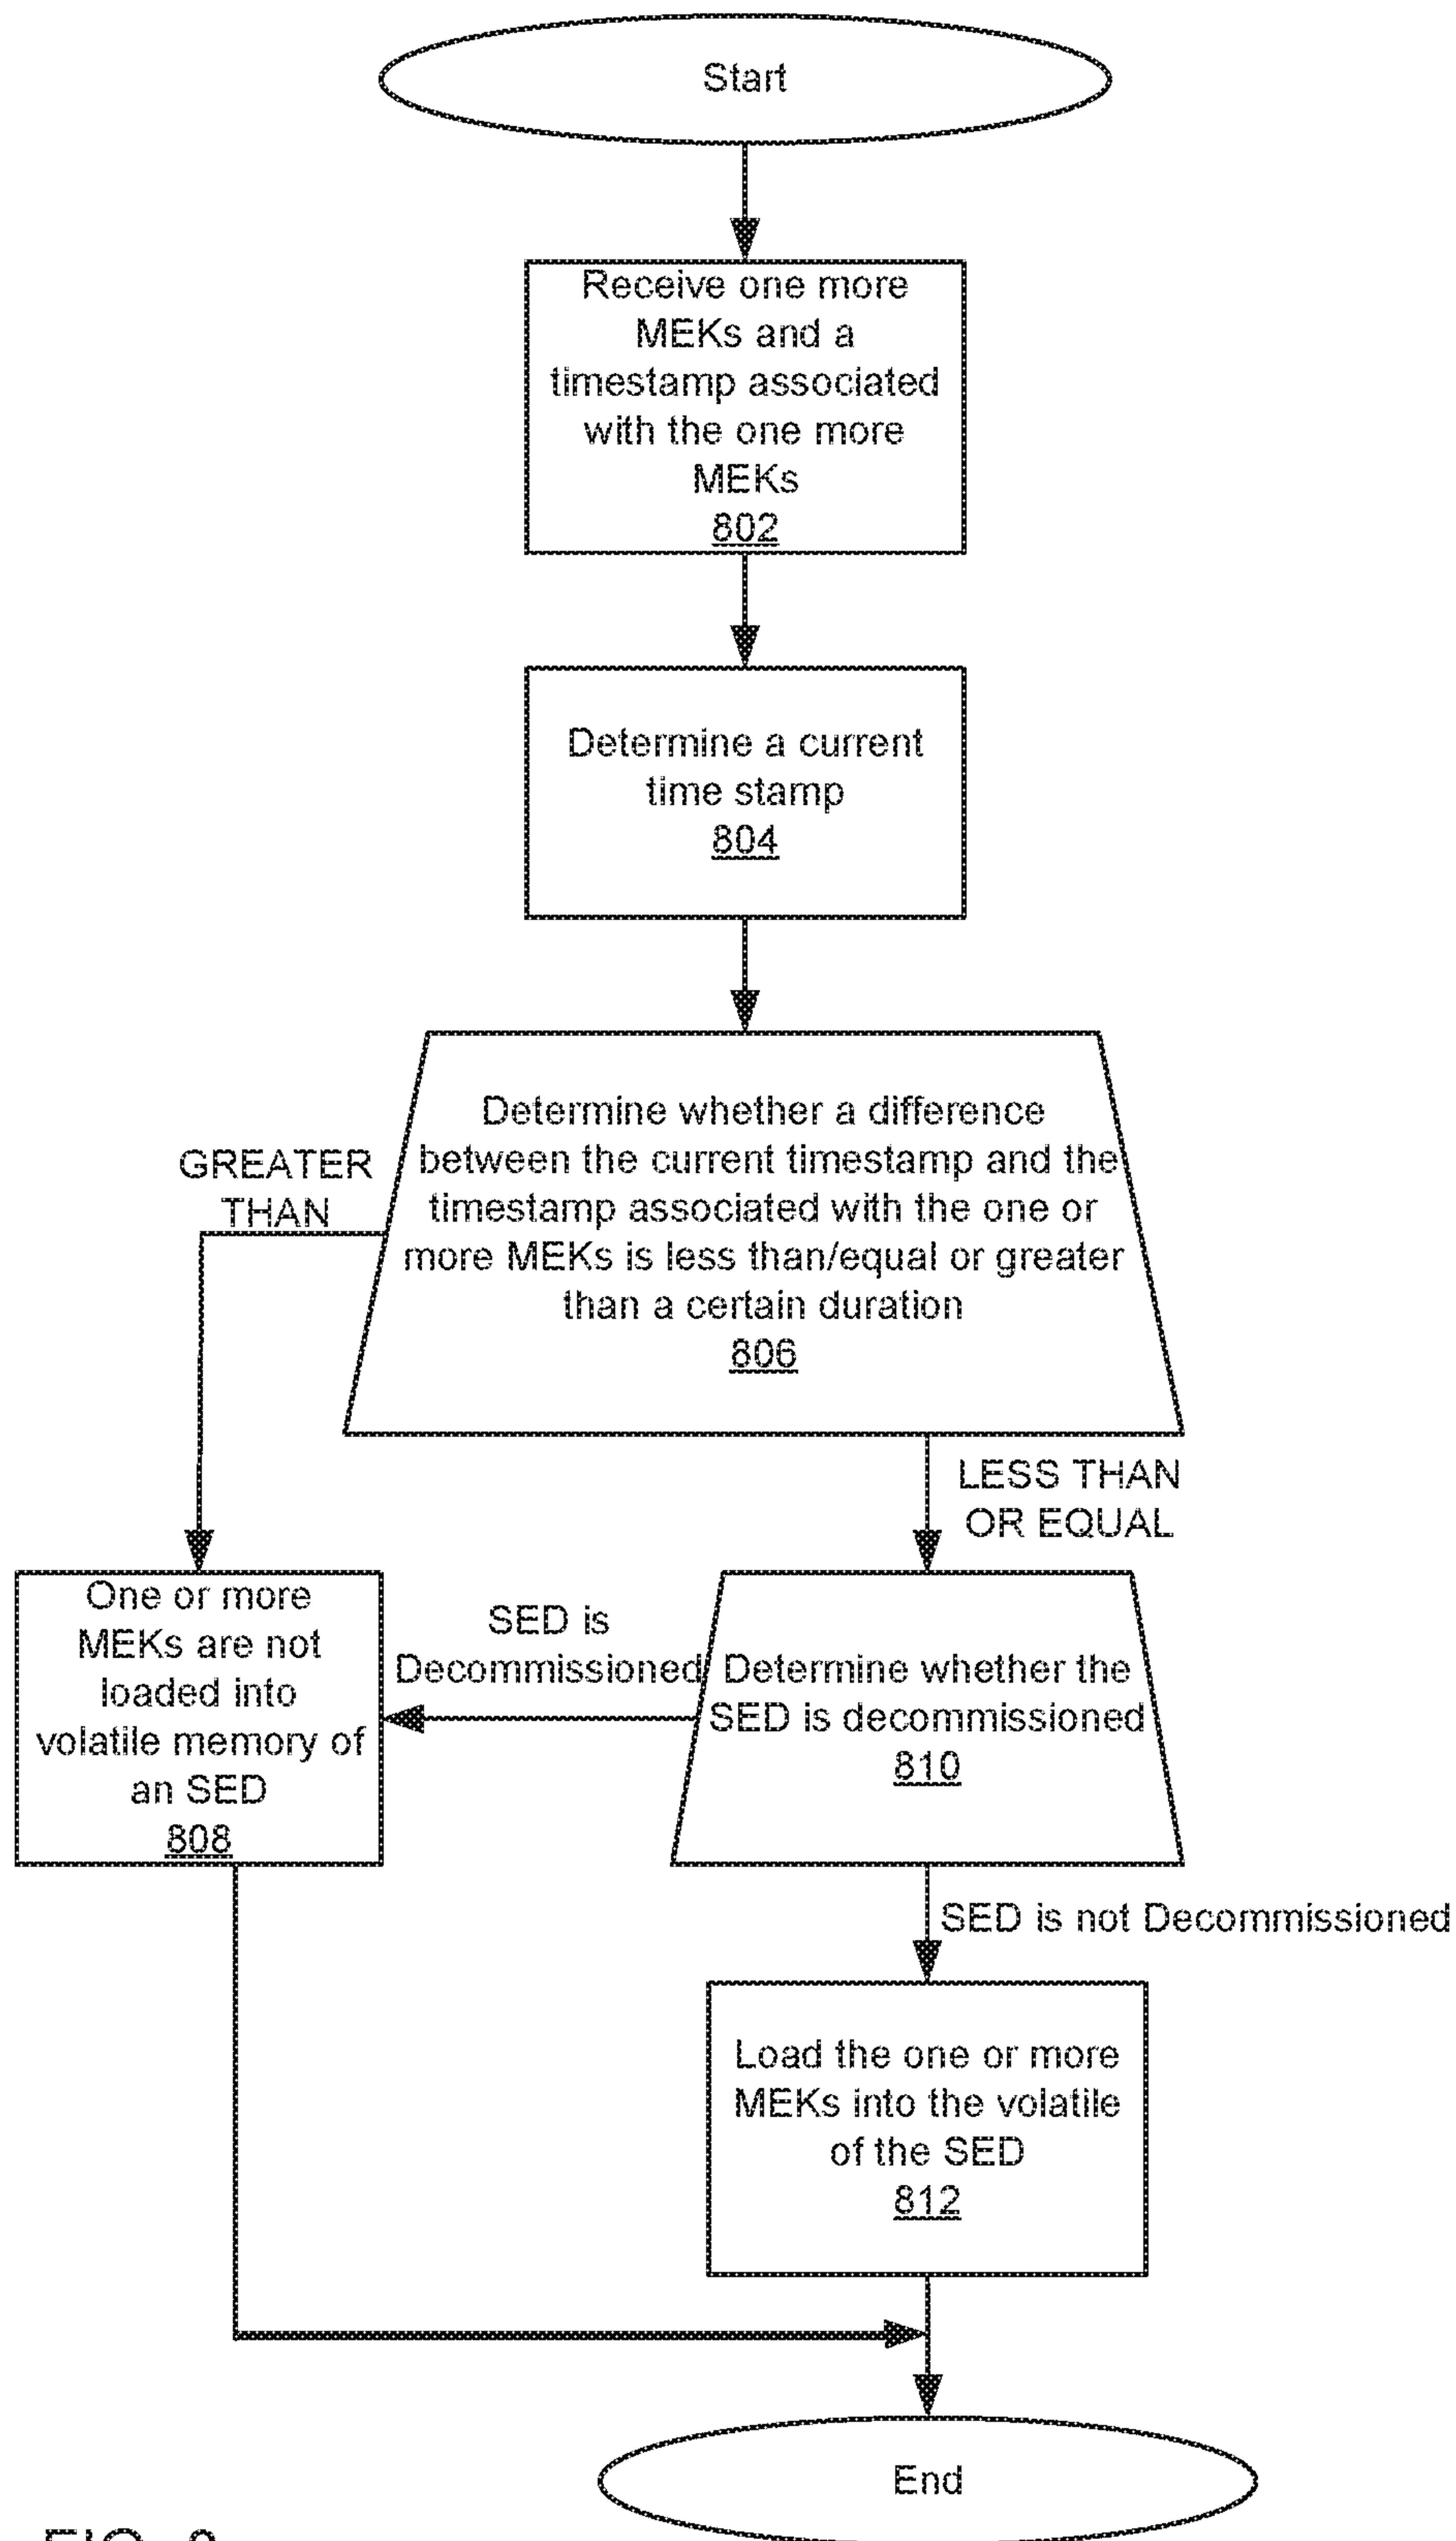 Start
Receive one more
MEKs and a
timestamp associated
with the one more
MEKs
802
Determine a current
time stamp
804
Determine whether a difference
between the current timestamp and the
timestamp associated with the one or
more MEKs is less than/equal or greater
than a certain duration
806
GREATER
THAN
LESS THAN
OR EQUAL
One or more
MEKs are not
loaded into
volatile memory of
an SED
808
SED is
Decommissioned
Determine whether the
SED is decommissioned
810
SED is not Decommissioned
Load the one or more
MEKs into the volatile
of the SED
812
End